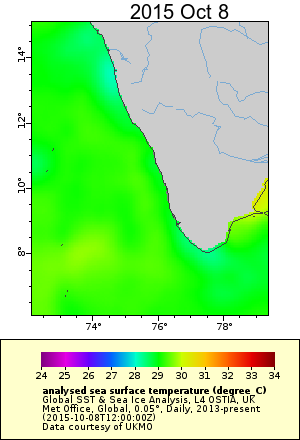 2015 Oct 8
14°
12°
10°
8°
74° 76° 78°
24 25 26 27 28 29 30 31 32 33 34
analysed sea surface temperature (degree_C)
Global SST & Sea Ice Analysis, L4 OSTIA, UK
Met Office, Global, 0.05°, Daily, 2013-present
(2015-10-08T12:00:00Z)
Data courtesy of UKMO